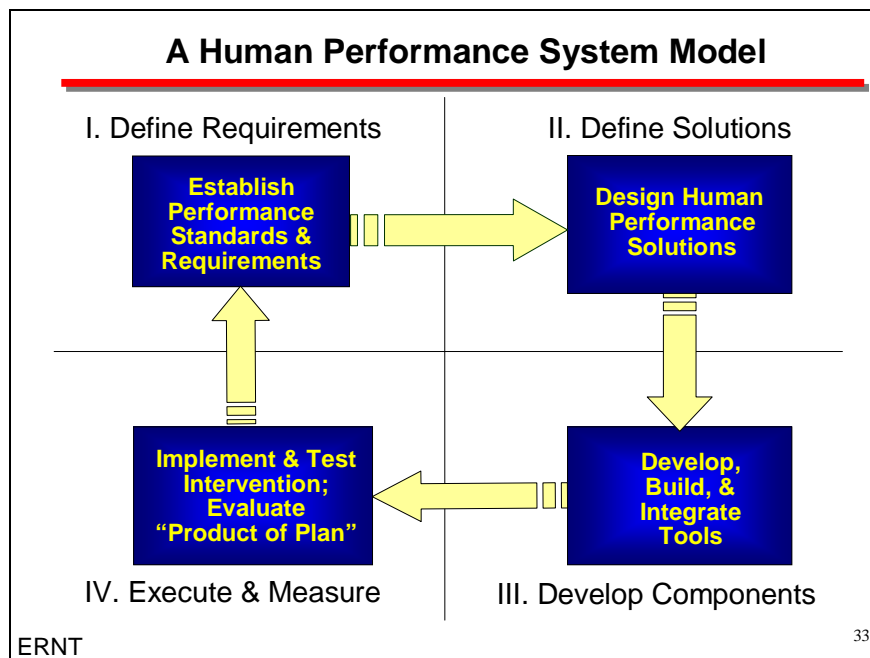 A Human Performance System Model
I. Define Requirements
II. Define Solutions
Establish
Performance
Standards &
Requirements
Design Human
Performance
Solutions
Implement & Test
Intervention;
Evaluate
“Product of Plan”
Develop,
Build, &
Integrate
Tools
IV. Execute & Measure
III. Develop Components
ERNT
33